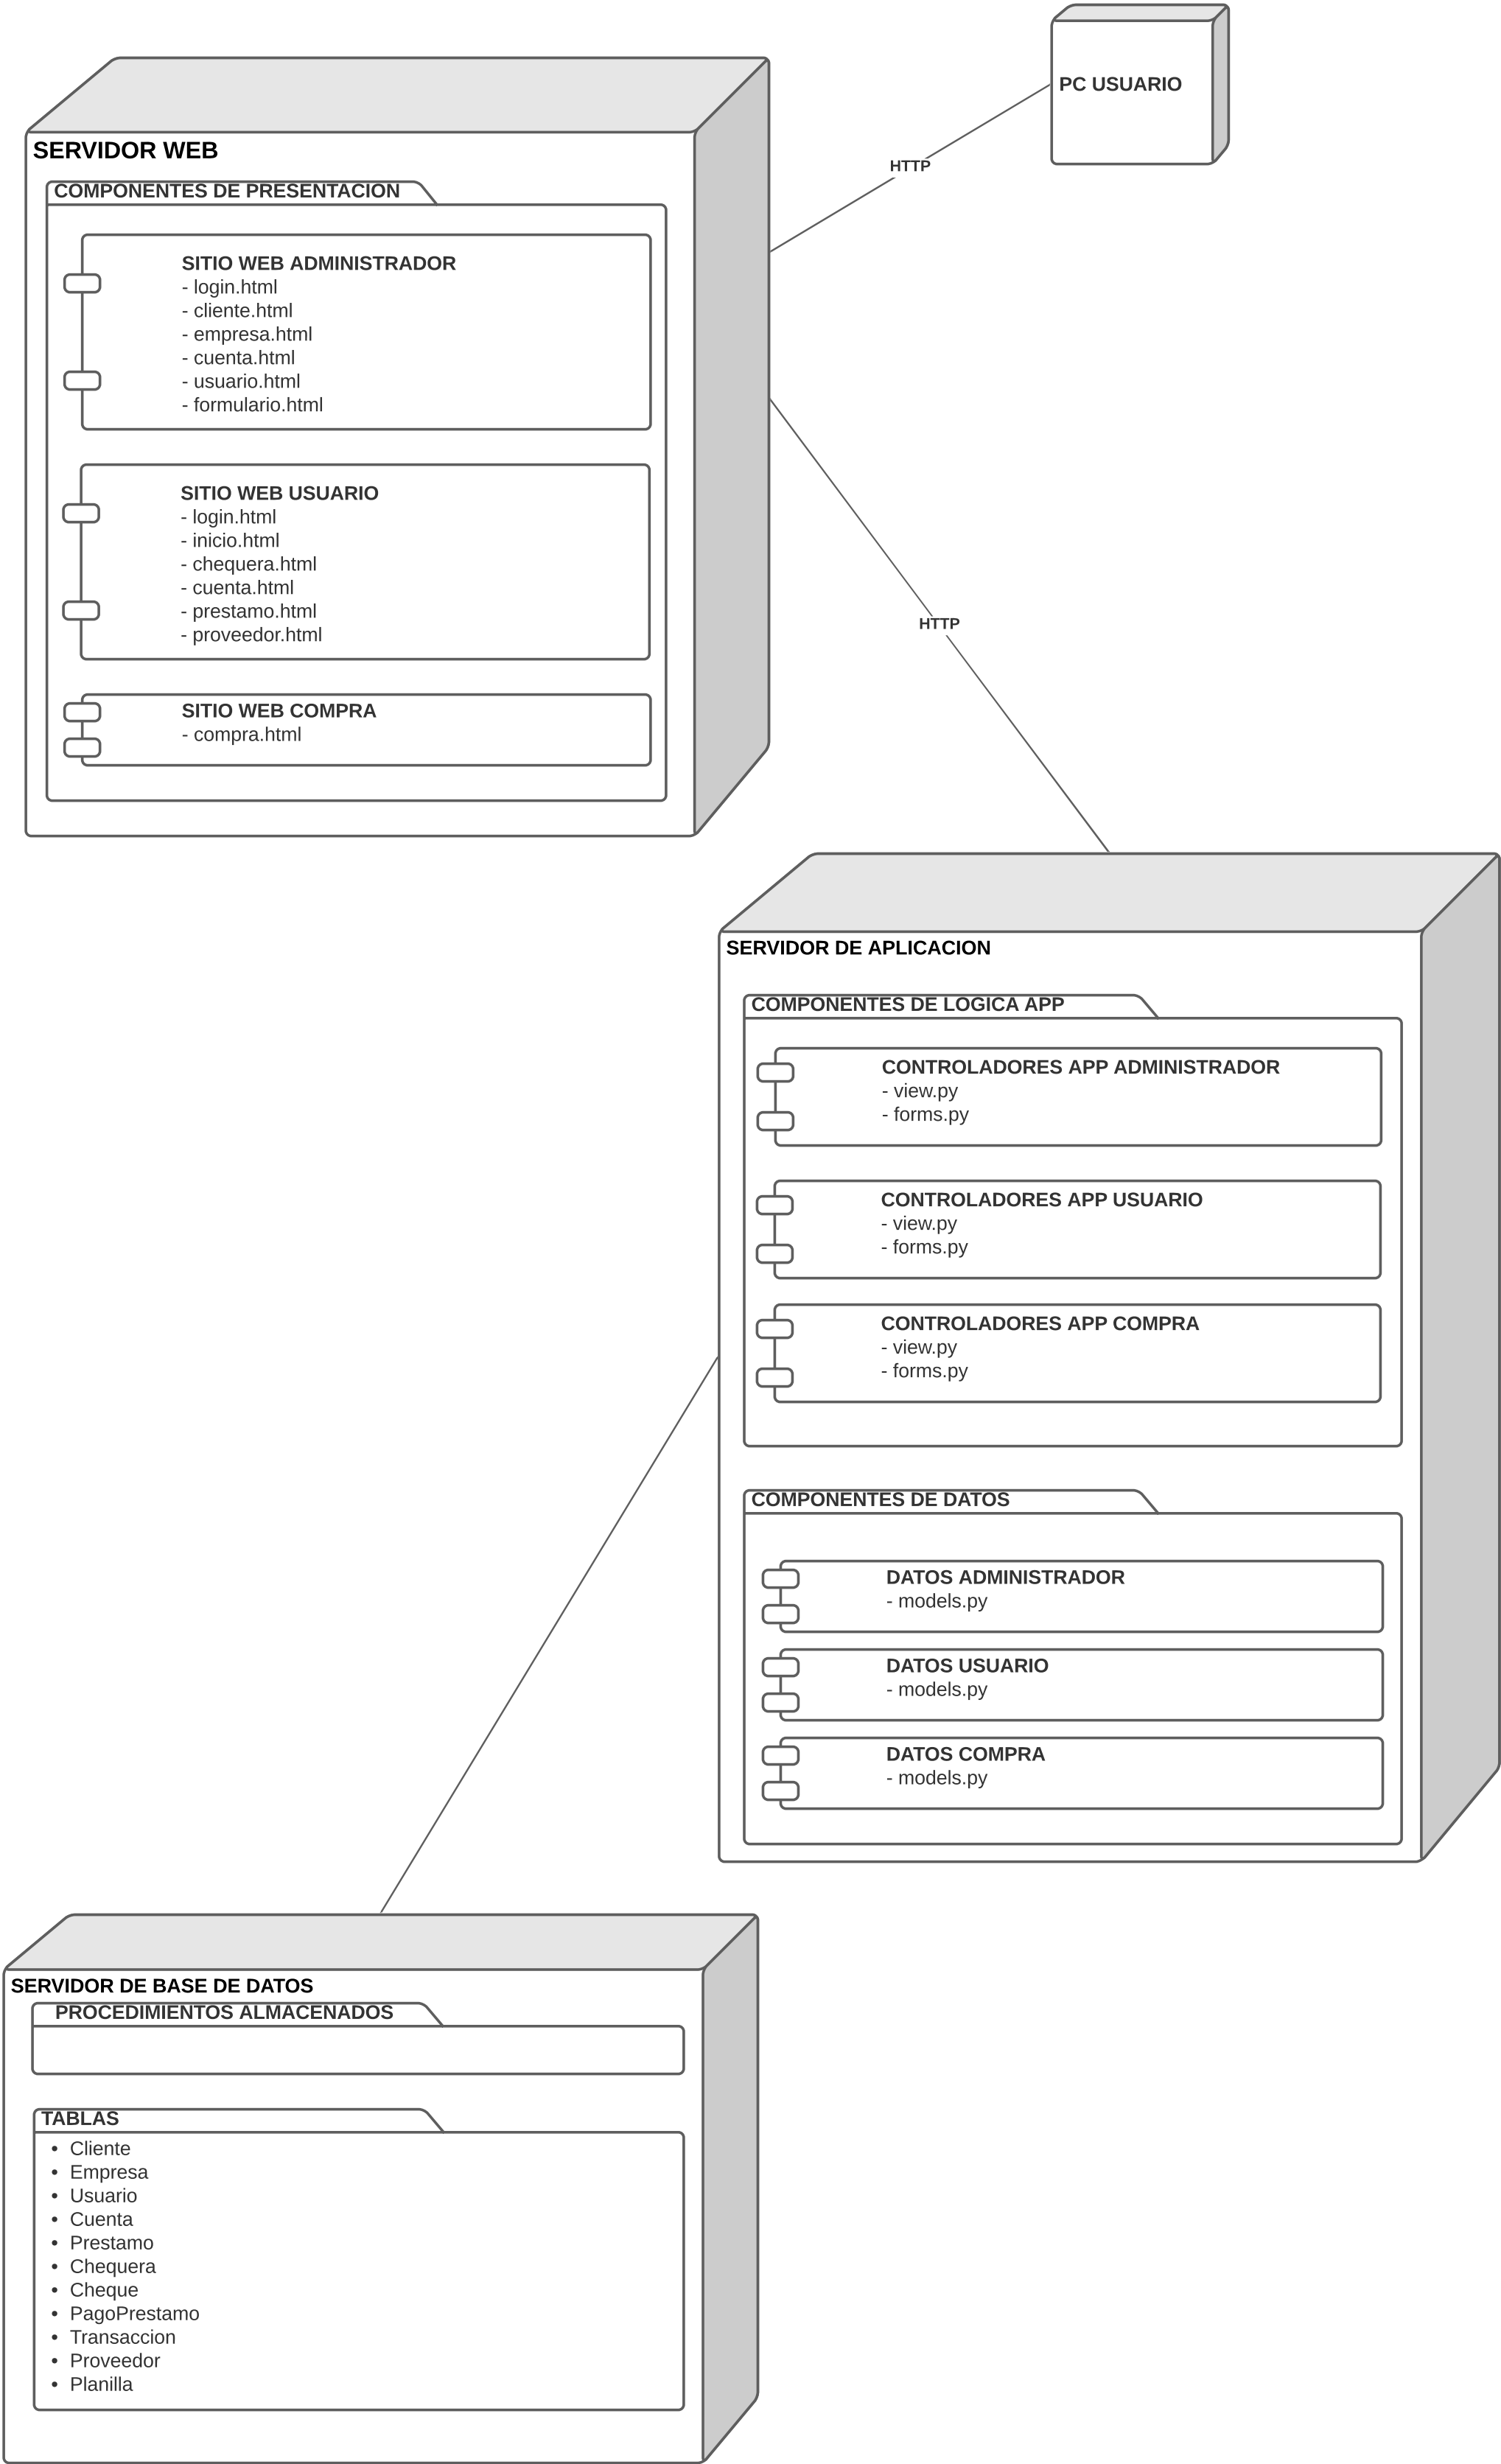 PC USUARIO
HTTP
SERVIDOR WEB
COMPONENTES DE PRESENTACION
SITIO WEB ADMINISTRADOR
- login.html
- cliente.html
- empresa.html
- cuenta.html
- usuario.html
- formulario.html
SITIO WEB USUARIO
- login.html
- inicio.html
- chequera.html
- cuenta.html
- prestamo.html
- proveedor.html
SITIO WEB COMPRA
- compra.html
HTTP
SERVIDOR DE APLICACION
COMPONENTES DE LOGICA APP
CONTROLADORES APP ADMINISTRADOR
- view.py
- forms.py
CONTROLADORES APP USUARIO
- view.py
- forms.py
CONTROLADORES APP COMPRA
- view.py
- forms.py
COMPONENTES DE DATOS
DATOS ADMINISTRADOR
- models.py
DATOS USUARIO
- models.py
DATOS COMPRA
- models.py
SERVIDOR DE BASE DE DATOS
PROCEDIMIENTOS ALMACENADOS
TABLAS
• Cliente
• Empresa
• Usuario
• Cuenta
• Prestamo
• Chequera
• Cheque
• PagoPrestamo
• Transaccion
• Proveedor
• Planilla